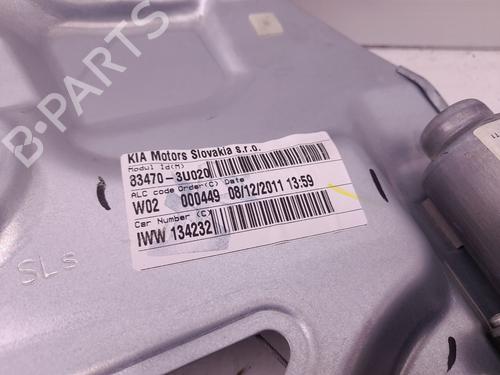 KIA Motors Slovakia s.r.o.
Modul Id(M)
83470-3U020
ALC code Order(C) Date
W02 000449 08/12/2011 13:59
Car Number (C)
IWW 134232
SLs
B-PARTS